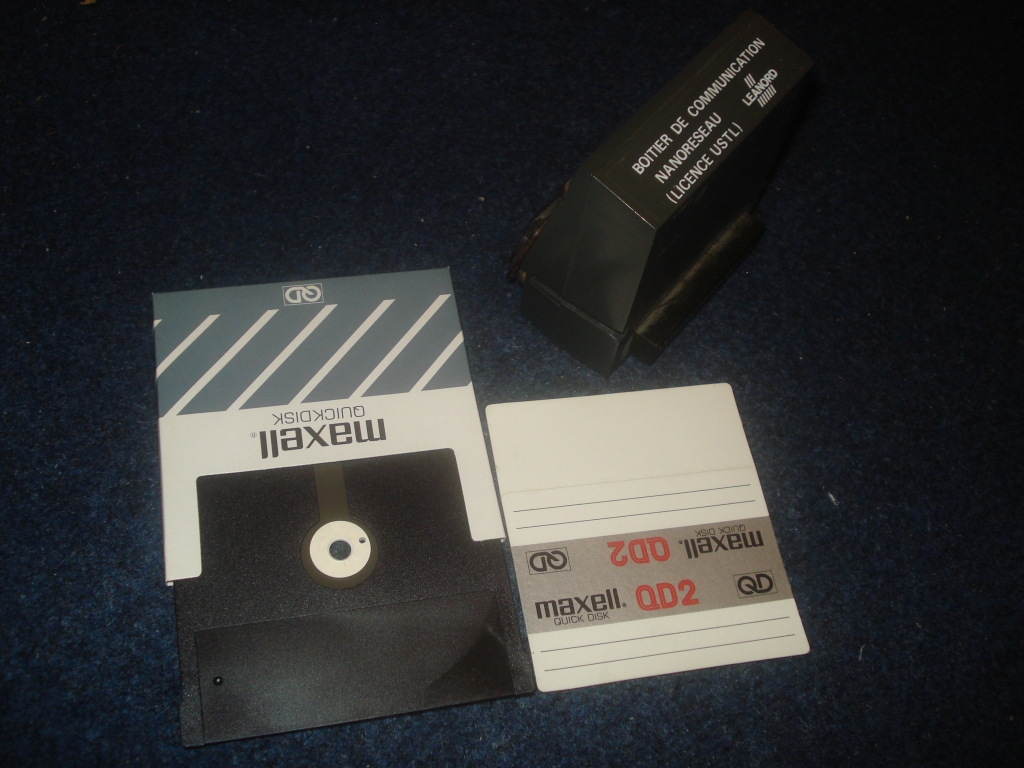 BOITIER DE COMMUNICATION
NANORESEAU
(LICENCE USTL)
LEANORD
QD
maxell®
QUICKDISK
maxell.
QUICK DISK
QD2
QD
maxell. QD2
QUICK DISK
QD